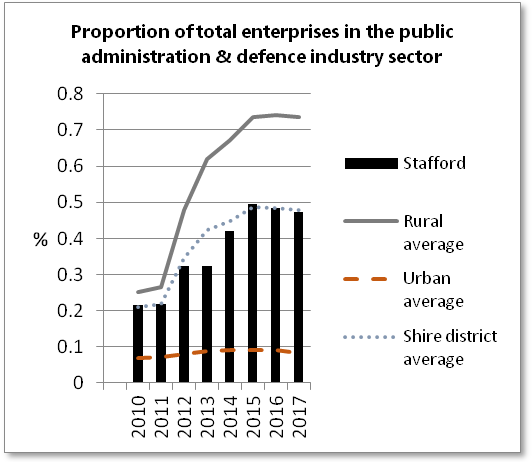 Proportion of total enterprises in the public
administration & defence industry sector
0.8
0.7
0.6
0.5
0.4
0.3
0.2
0.1
0
%
2010
2011
2012
2013
2014
2015
2016
2017
Stafford
Rural
average
Urban
average
Shire district
average